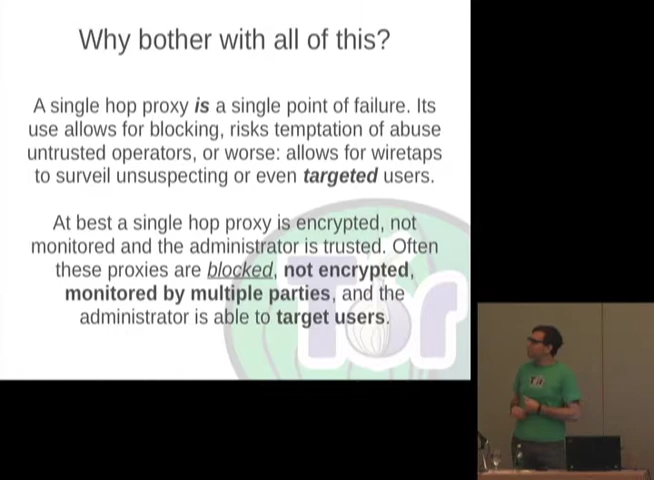 Why bother with all of this?
A single hop proxy is a single point of failure. Its
use allows for blocking, risks temptation of abuse
untrusted operators, or worse: allows for wiretaps
to surveil unsuspecting or even targeted users.
At best a single hop proxy is encrypted, not
monitored and the administrator is trusted. Often
these proxies are blocked, not encrypted,
monitored by multiple parties, and the
administrator is able to target users.
Tor